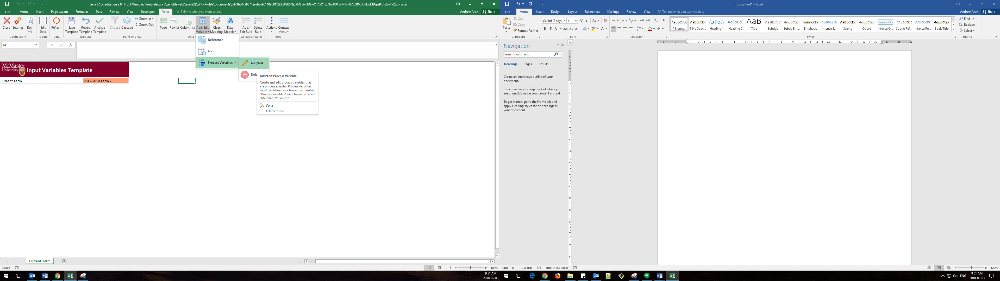 Vena | Accreditation 2.0 | Input Variables Template.xlsx | \\engfilew2k8\arana2$\Win-Profile\Documents\ - Excel
File Home Insert Page Layout Formulas Data Review View Developer Vena Tell me what you want to do... Andrew Aran Share
Close Settings Key Info
Connections
Edit Data
Toggle
Refresh
Data
Save Template Revert Template Analyze Template
Template
Choose Cascade Zoom In Zoom Out
Point of View
Page Row(s) Column(s) Add/Edit Variable Clear Mapping Data Models
Add/ Edit Rule Delete Rule
Validation Rules
Actions Context Menu
Tools
I4
fx
Reference
Form
Process Variables
Add/Edit
Dele
Add/Edit Process Variable
Create and edit process variables that
are process specific. Process variables
must be defined as a hierarchy member.
"Process Variables" were formerly called
"Metadata Variables."
Vena
Tell me more
McMaster
University
Input Variables Template
Current Term 2017-2018 Term 2
Current Term
Ready
100%
9:51 AM
2018-05-03
Document1 - Word
File Home Insert Design Layout References Mailings Review View Tell me what you want to do... Andrew Aran Share
Paste Cut
Copy
Format Painter
Clipboard
Calibri (Body) 11
Font
Paragraph
AaBbCcDc AaBbCcDc AaBbCc AaBbCcD AaB AaBbCcD AaBbCcDc AaBbCcDc AaBbCcDc AaBbCcDc AaBbCcDc AaBbCcDc AaBbCcDc AaBbCcDc AaBbCcDc
¶ Normal ¶ No Spac... Heading 1 Heading 2 Title Subtitle Subtle Em... Emphasis Intense E... Strong Quote Intense Q... Subtle Ref... Intense Re... Book Title
Styles
Find
Replace
Select
Editing
Navigation
Search document
Headings Pages Results
Create an interactive outline of your
document.
It's a great way to keep track of where you
are or quickly move your content around.
To get started, go to the Home tab and
apply Heading styles to the headings in
your document.
Page 1 of 1 0 words English (Canada)
120%
ENG
9:51 AM
2018-05-03